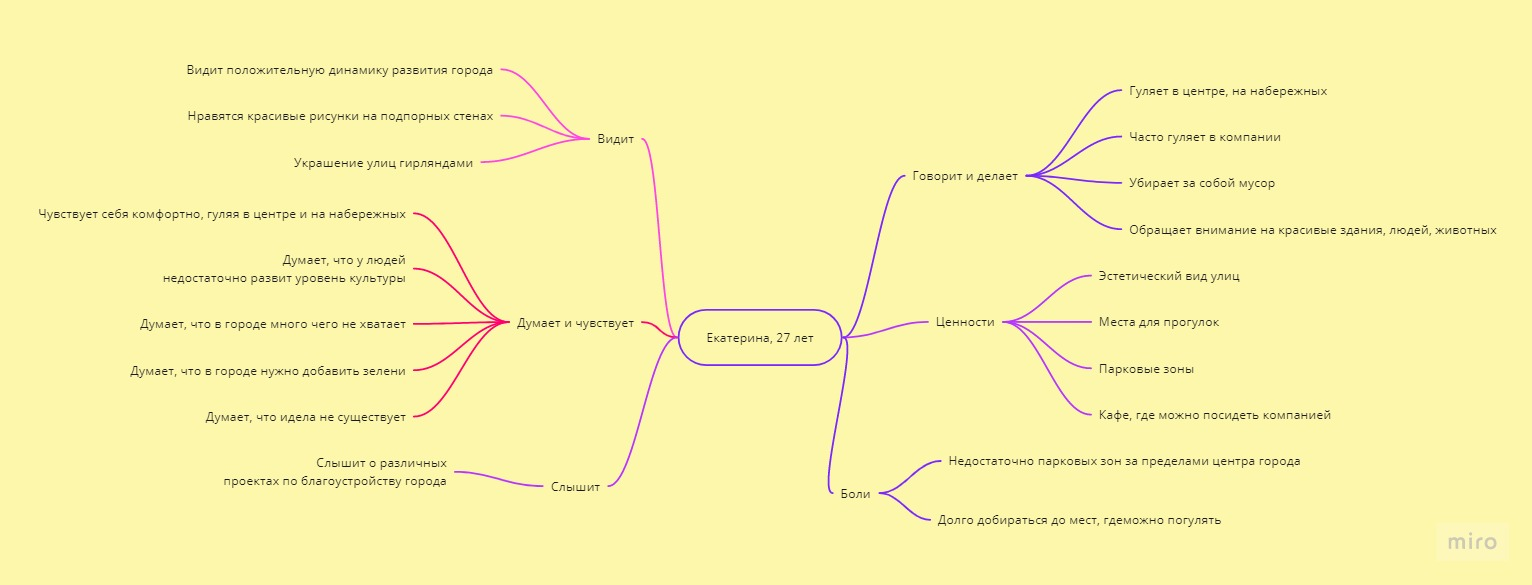 Видит положительную динамику развития города
Нравятся красивые рисунки на подпорных стенах
Украшение улиц гирляндами
Видит
Чувствует себя комфортно, гуляя в центре и на набережных
Думает, что у людей
недостаточно развит уровень культуры
Думает, что в городе много чего не хватает
Думает, что в городе нужно добавить зелени
Думает, что идела не существует
Думает и чувствует
Слышит о различных
проектах по благоустройству города
Слышит
Екатерина, 27 лет
Говорит и делает
Гуляет в центре, на набережных
Часто гуляет в компании
Убирает за собой мусор
Обращает внимание на красивые здания, людей, животных
Ценности
Эстетический вид улиц
Места для прогулок
Парковые зоны
Кафе, где можно посидеть компанией
Боли
Недостаточно парковых зон за пределами центра города
Долго добираться до мест, гдеможно погулять
miro